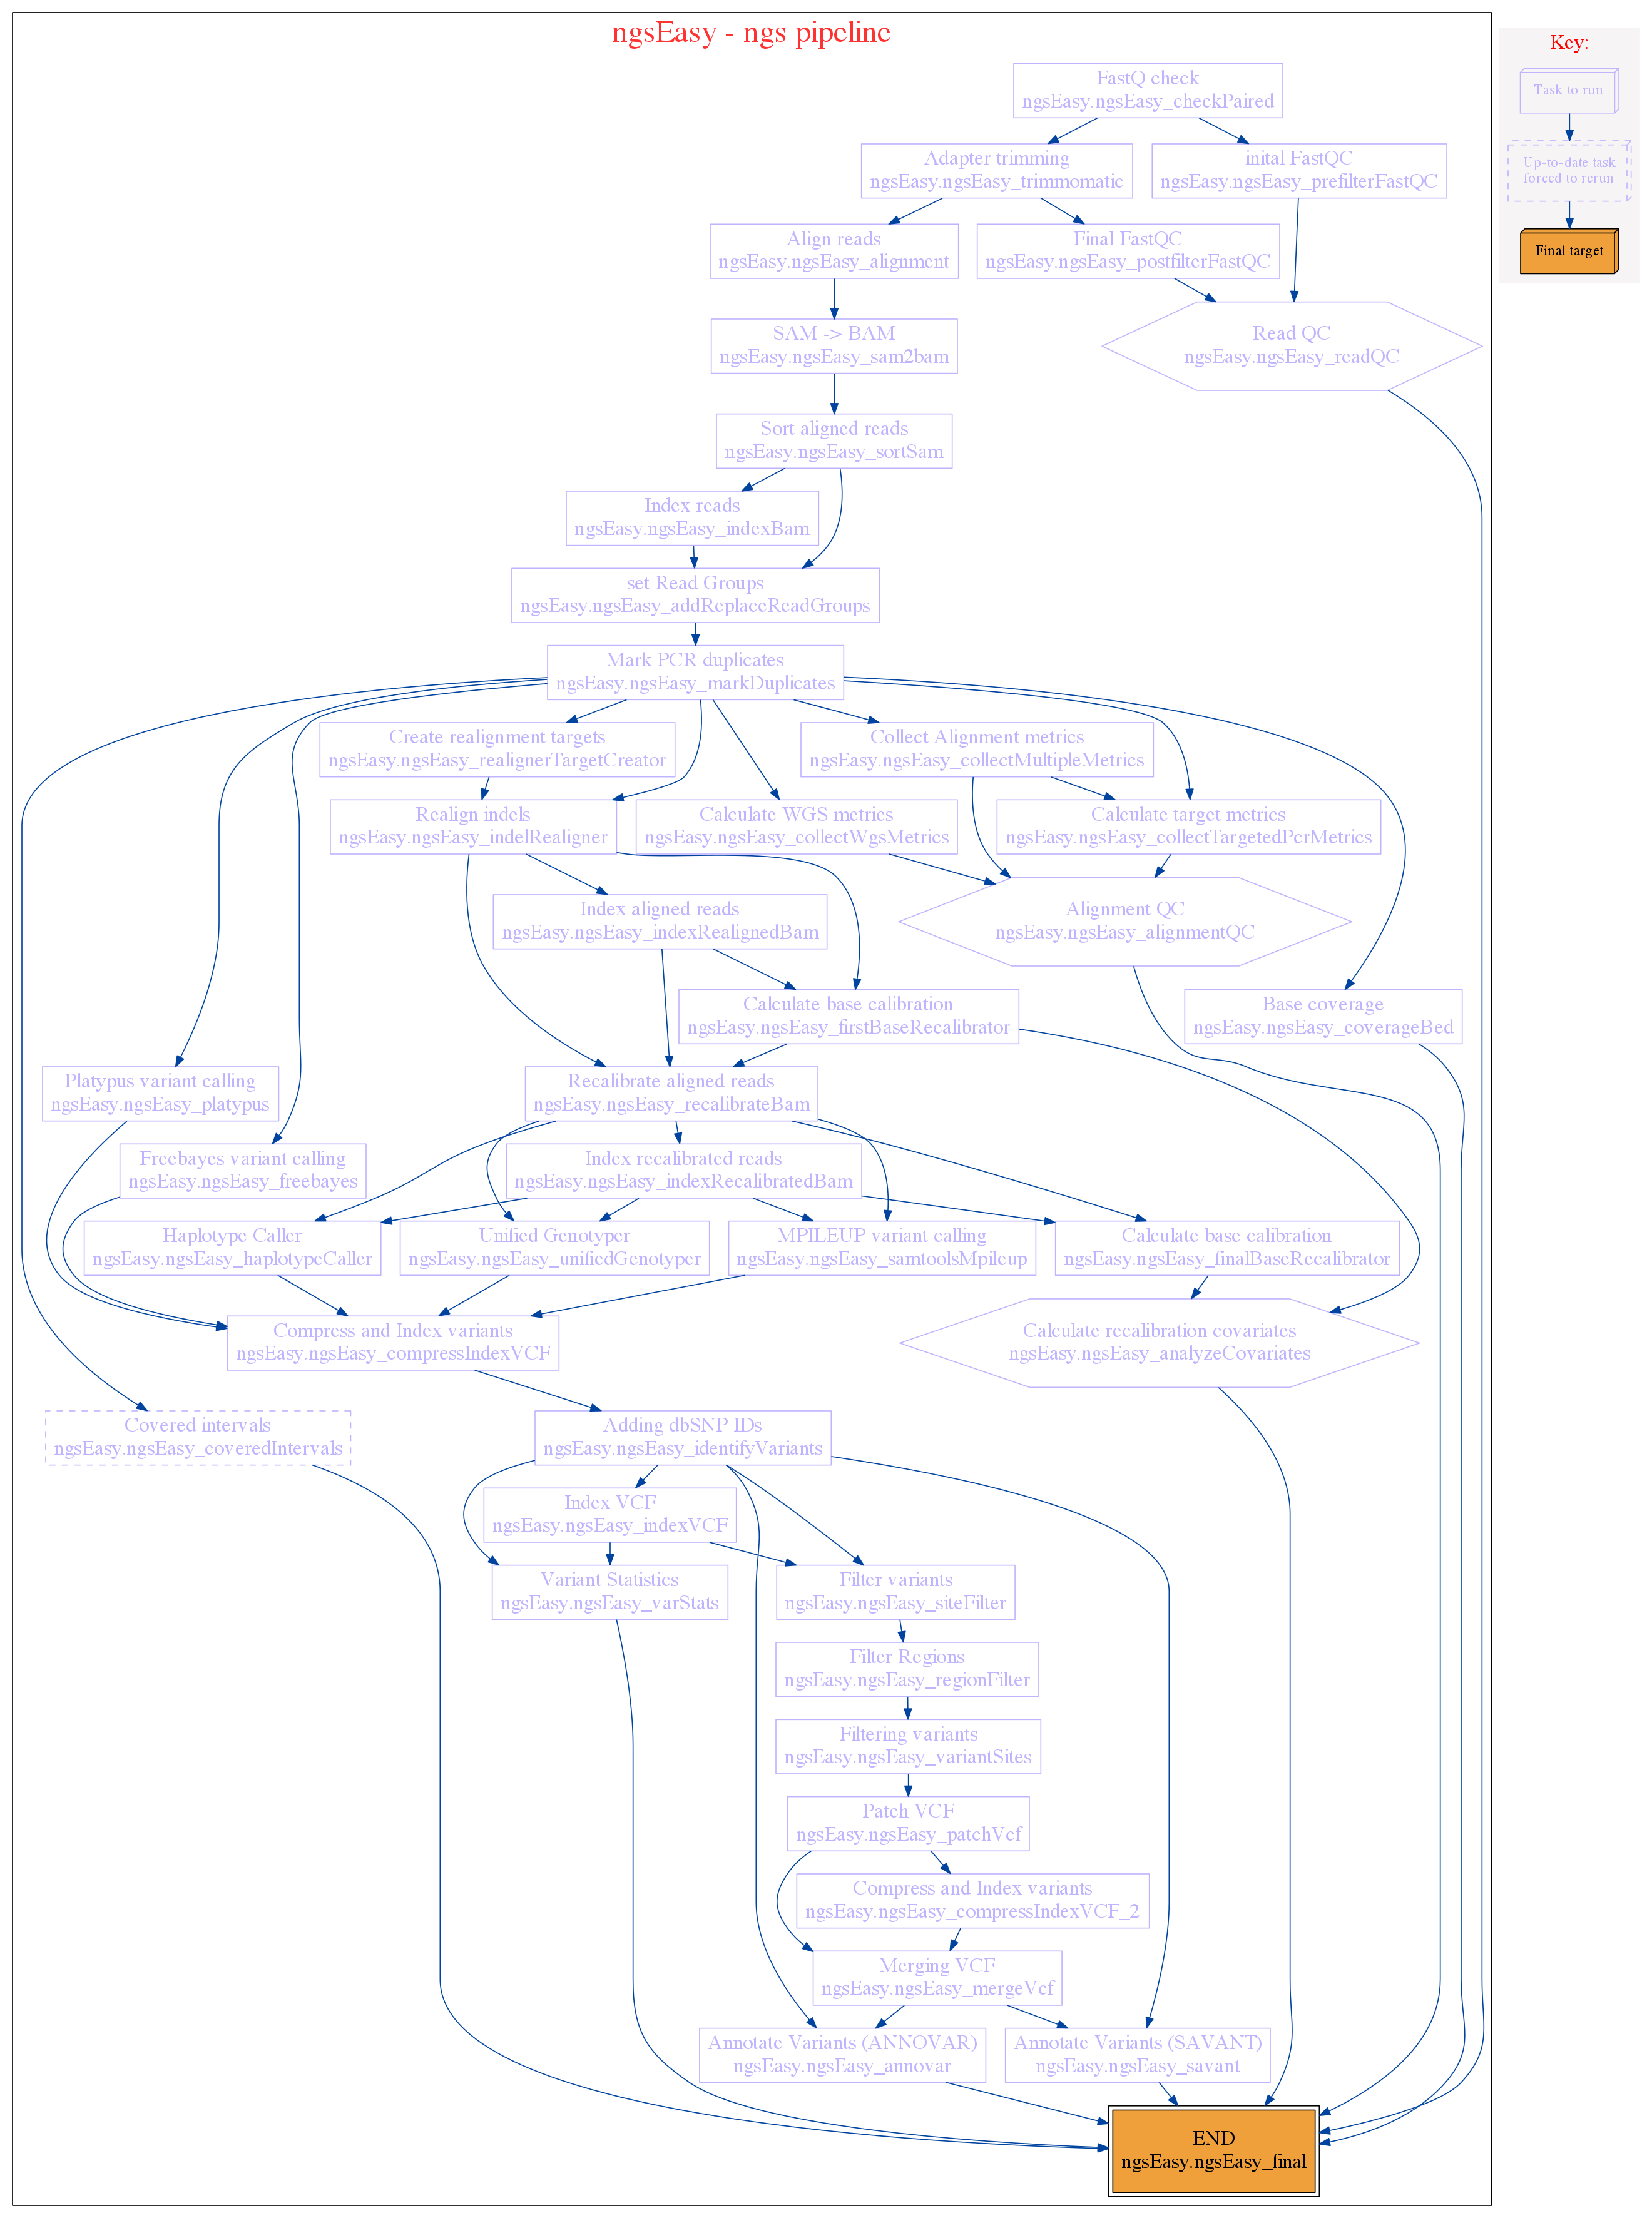 ngsEasy - ngs pipeline
Key:
Task to run
Up-to-date task
forced to rerun
Final target
FastQ check
ngsEasy.ngsEasy_checkPaired
Adapter trimming
ngsEasy.ngsEasy_trimmomatic
inital FastQC
ngsEasy.ngsEasy_prefilterFastQC
Align reads
ngsEasy.ngsEasy_alignment
Final FastQC
ngsEasy.ngsEasy_postfilterFastQC
SAM -> BAM
ngsEasy.ngsEasy_sam2bam
Read QC
ngsEasy.ngsEasy_readQC
Sort aligned reads
ngsEasy.ngsEasy_sortSam
Index reads
ngsEasy.ngsEasy_indexBam
set Read Groups
ngsEasy.ngsEasy_addReplaceReadGroups
Mark PCR duplicates
ngsEasy.ngsEasy_markDuplicates
Create realignment targets
ngsEasy.ngsEasy_realignerTargetCreator
Collect Alignment metrics
ngsEasy.ngsEasy_collectMultipleMetrics
Realign indels
ngsEasy.ngsEasy_indelRealigner
Calculate WGS metrics
ngsEasy.ngsEasy_collectWgsMetrics
Calculate target metrics
ngsEasy.ngsEasy_collectTargetedPcrMetrics
Index aligned reads
ngsEasy.ngsEasy_indexRealignedBam
Alignment QC
ngsEasy.ngsEasy_alignmentQC
Calculate base calibration
ngsEasy.ngsEasy_firstBaseRecalibrator
Base coverage
ngsEasy.ngsEasy_coverageBed
Platypus variant calling
ngsEasy.ngsEasy_platypus
Recalibrate aligned reads
ngsEasy.ngsEasy_recalibrateBam
Freebayes variant calling
ngsEasy.ngsEasy_freebayes
Index recalibrated reads
ngsEasy.ngsEasy_indexRecalibratedBam
Haplotype Caller
ngsEasy.ngsEasy_haplotypeCaller
Unified Genotyper
ngsEasy.ngsEasy_unifiedGenotyper
MPILEUP variant calling
ngsEasy.ngsEasy_samtoolsMpileup
Calculate base calibration
ngsEasy.ngsEasy_finalBaseRecalibrator
Compress and Index variants
ngsEasy.ngsEasy_compressIndexVCF
Calculate recalibration covariates
ngsEasy.ngsEasy_analyzeCovariates
Covered intervals
ngsEasy.ngsEasy_coveredIntervals
Adding dbSNP IDs
ngsEasy.ngsEasy_identifyVariants
Index VCF
ngsEasy.ngsEasy_indexVCF
Variant Statistics
ngsEasy.ngsEasy_varStats
Filter variants
ngsEasy.ngsEasy_siteFilter
Filter Regions
ngsEasy.ngsEasy_regionFilter
Filtering variants
ngsEasy.ngsEasy_variantSites
Patch VCF
ngsEasy.ngsEasy_patchVcf
Compress and Index variants
ngsEasy.ngsEasy_compressIndexVCF_2
Merging VCF
ngsEasy.ngsEasy_mergeVcf
Annotate Variants (ANNOVAR)
ngsEasy.ngsEasy_annovar
Annotate Variants (SAVANT)
ngsEasy.ngsEasy_savant
END
ngsEasy.ngsEasy_final